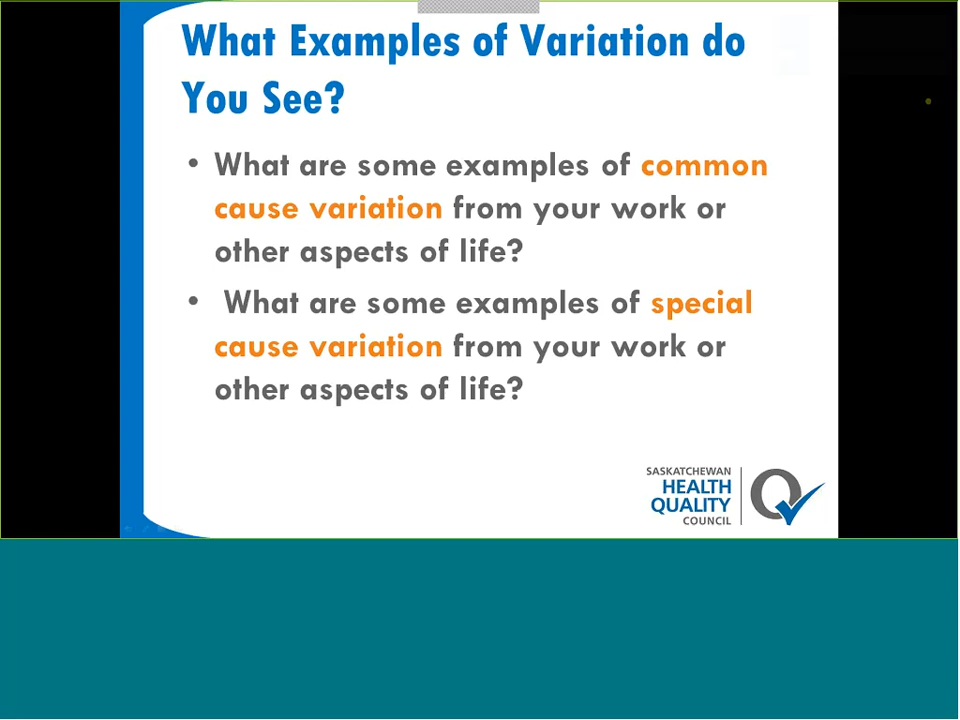 What Examples of Variation do
You See?
• What are some examples of common
cause variation from your work or
other aspects of life?
• What are some examples of special
cause variation from your work or
other aspects of life?
SASKATCHEWAN
HEALTH
QUALITY
COUNCIL